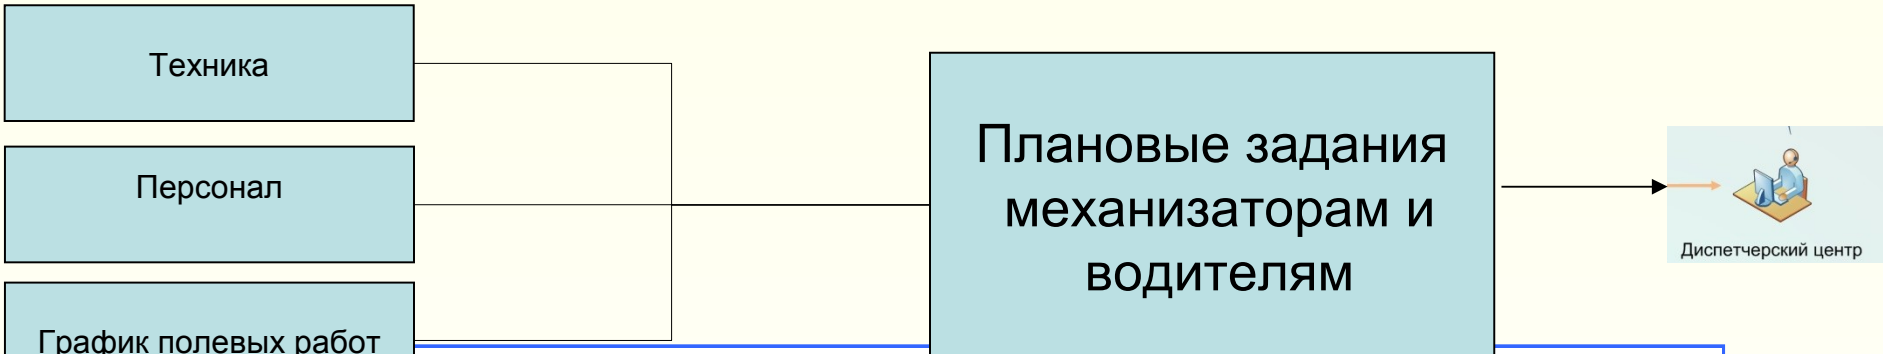 Техника
Персонал
График полевых работ
Плановые задания
механизаторам и
водителям
Диспетчерский центр